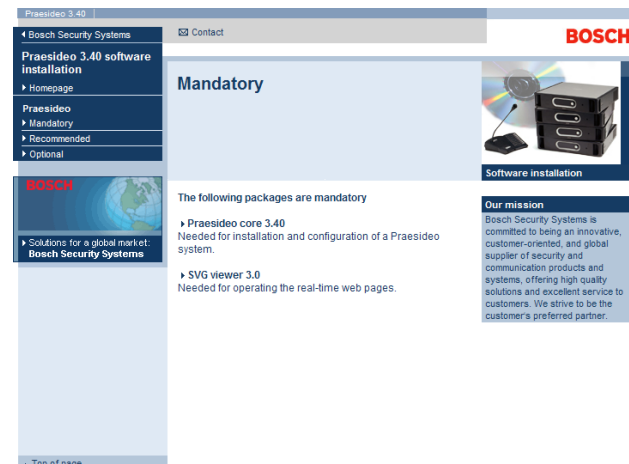 Praesideo 3.40
Bosch Security Systems
Contact
BOSCH
Praesideo 3.40 software
installation
Homepage
Praesideo
Mandatory
Recommended
Optional
BOSCH
Solutions for a global market:
Bosch Security Systems
Mandatory
The following packages are mandatory
Praesideo core 3.40
Needed for installation and configuration of a Praesideo
system.
SVG viewer 3.0
Needed for operating the real-time web pages.
Software installation
Our mission
Bosch Security Systems is
committed to being an innovative,
customer-oriented, and global
supplier of security and
communication products and
systems, offering high quality
solutions and excellent service to
customers. We strive to be the
customer's preferred partner.
Top of page